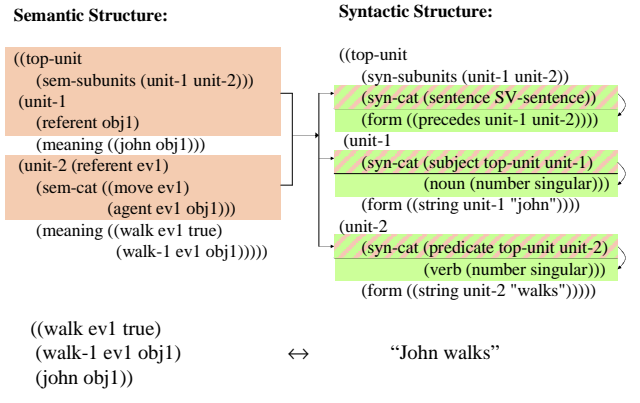 Semantic Structure:
((top-unit
(sem-subunits (unit-1 unit-2)))
(unit-1
(referent obj1)
(meaning ((john obj1)))
(unit-2 (referent ev1)
(sem-cat ((move ev1)
(agent ev1 obj1)))
(meaning ((walk ev1 true)
(walk-1 ev1 obj1)))))
Syntactic Structure:
((top-unit
(syn-subunits (unit-1 unit-2))
(syn-cat (sentence SV-sentence))
(form ((precedes unit-1 unit-2))))
(unit-1
(syn-cat (subject top-unit unit-1)
(noun (number singular)))
(form ((string unit-1 "john"))))
(unit-2
(syn-cat (predicate top-unit unit-2)
(verb (number singular)))
(form ((string unit-2 "walks")))))
((walk ev1 true)
(walk-1 ev1 obj1) ↔ “John walks”
(john obj1))